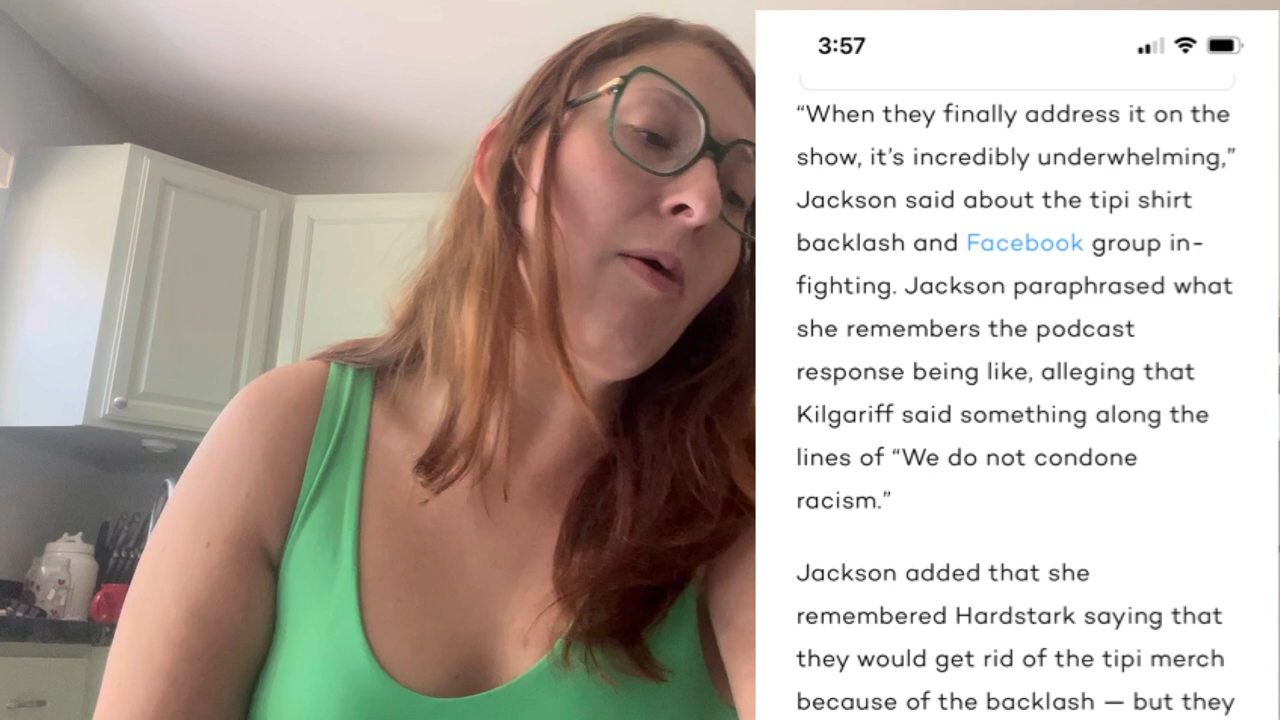 3:57
“When they finally address it on the
show, it’s incredibly underwhelming,”
Jackson said about the tipi shirt
backlash and Facebook group in-
fighting. Jackson paraphrased what
she remembers the podcast
response being like, alleging that
Kilgariff said something along the
lines of “We do not condone
racism.”
Jackson added that she
remembered Hardstark saying that
they would get rid of the tipi merch
because of the backlash — but they